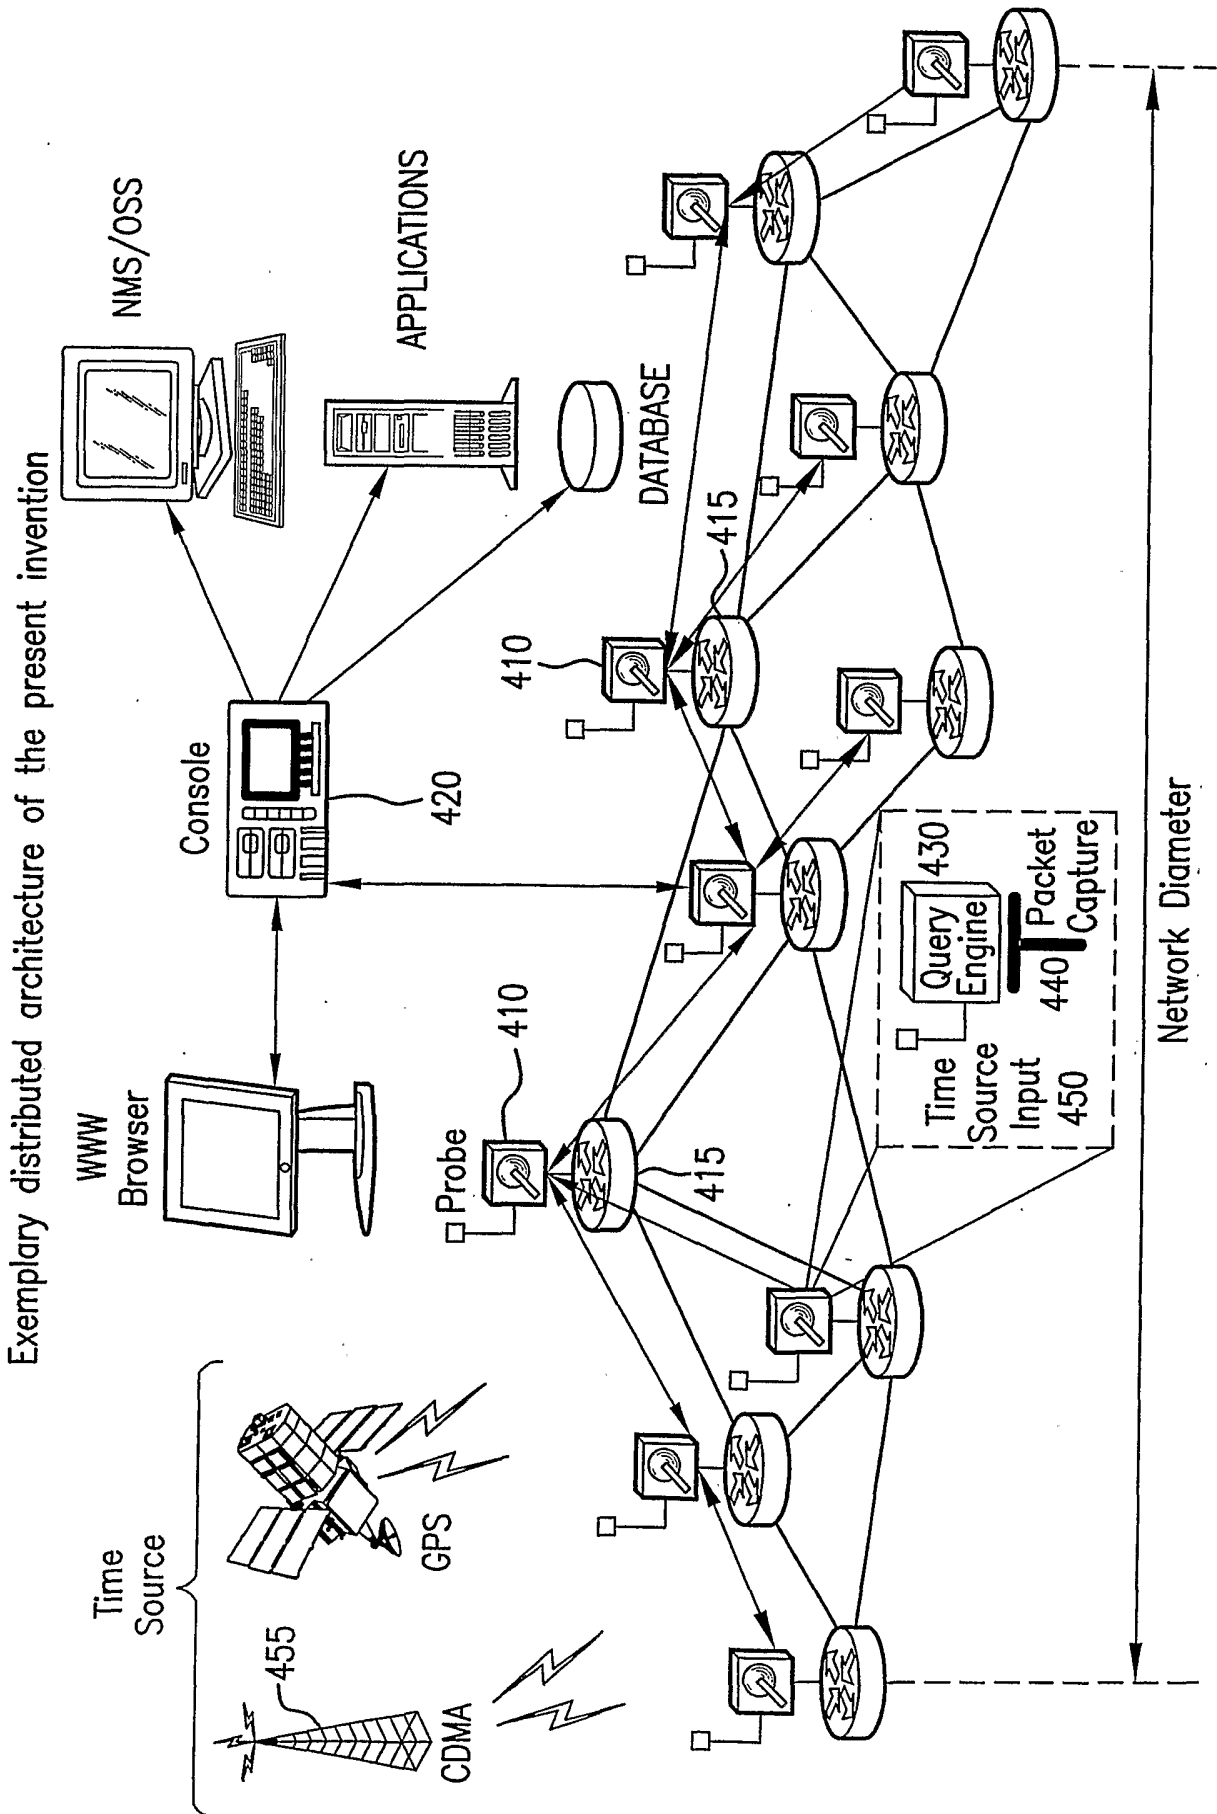 Exemplary distributed architecture of the present invention
Time
Source
455
CDMA
GPS
WWW
Browser
Console
420
NMS/OSS
APPLICATIONS
DATABASE
Probe
410
415
410
415
Query
Engine
430
Time
Source
Input
450
440
Packet
Capture
Network Diameter